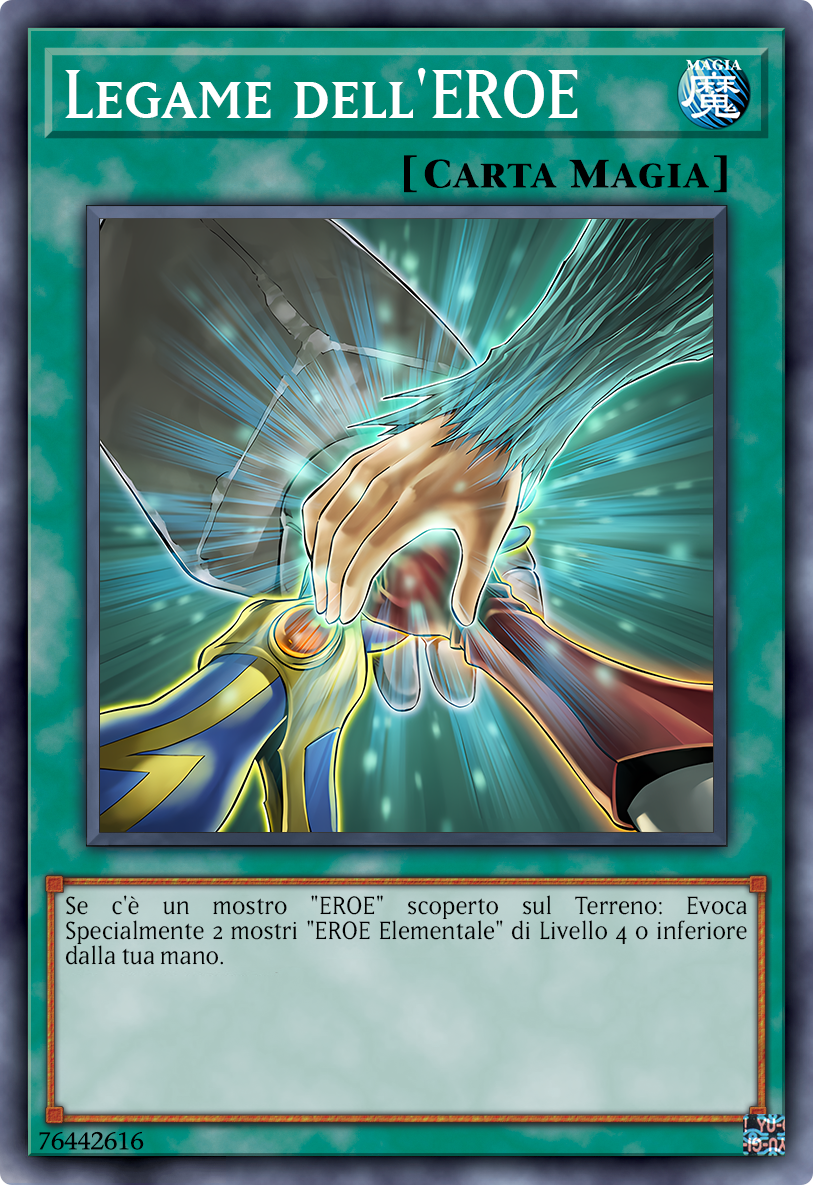 Legame dell'EROE
MAGIA
魔
[Carta Magia]
Se c'è un mostro "EROE" scoperto sul Terreno: Evoca
Specialmente 2 mostri "EROE Elementale" di Livello 4 o inferiore
dalla tua mano.
76442616